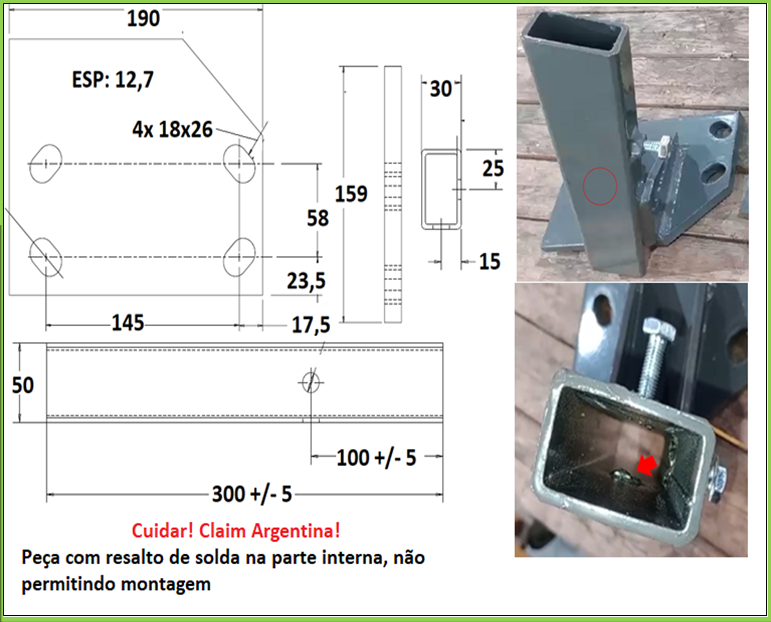 190
ESP: 12,7
4x 18x26
30
25
159
58
15
23,5
145
17,5
50
100 +/- 5
300 +/- 5
Cuidar! Claim Argentina!
Peça com resalto de solda na parte interna, não
permitindo montagem